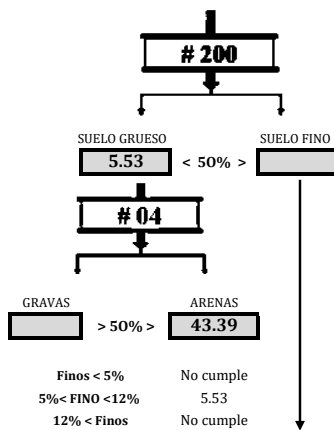 # 200
SUELO GRUESO SUELO FINO
5.53 < 50% >
# 04
GRAVAS ARENAS
> 50% > 43.39
Finos < 5% No cumple
5%< FINO <12% 5.53
12% < Finos No cumple